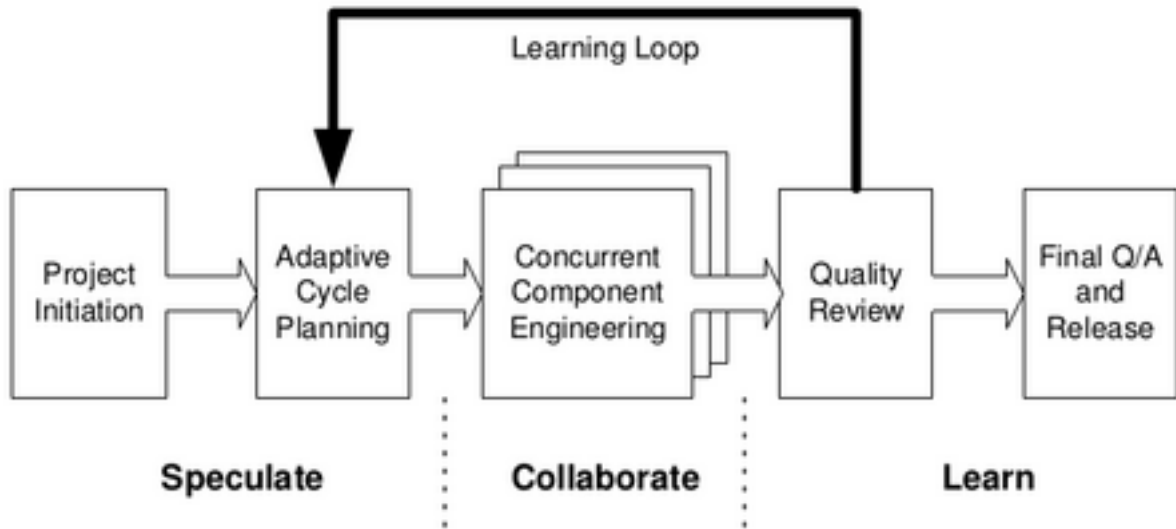 Learning Loop
Project
Initiation
Adaptive
Cycle
Planning
Concurrent
Component
Engineering
Quality
Review
Final Q/A
and
Release
Speculate
Collaborate
Learn